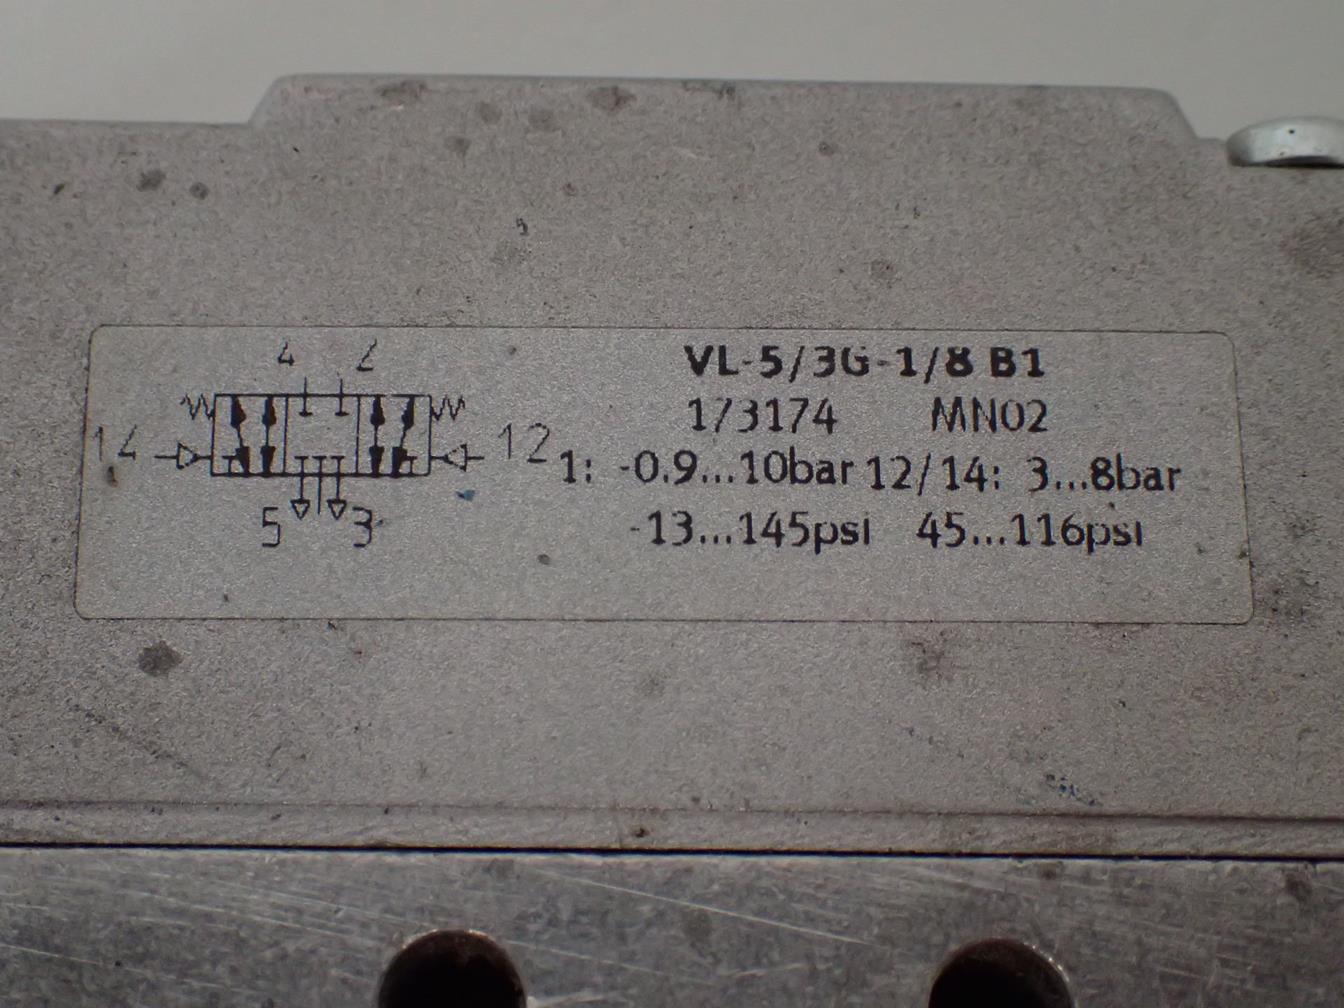 4 2
14 12
5 3
VL-5/3G-1/8 B1
173174 MN02
1: -0.9...10bar 12/14: 3...8bar
-13...145psi 45...116psi